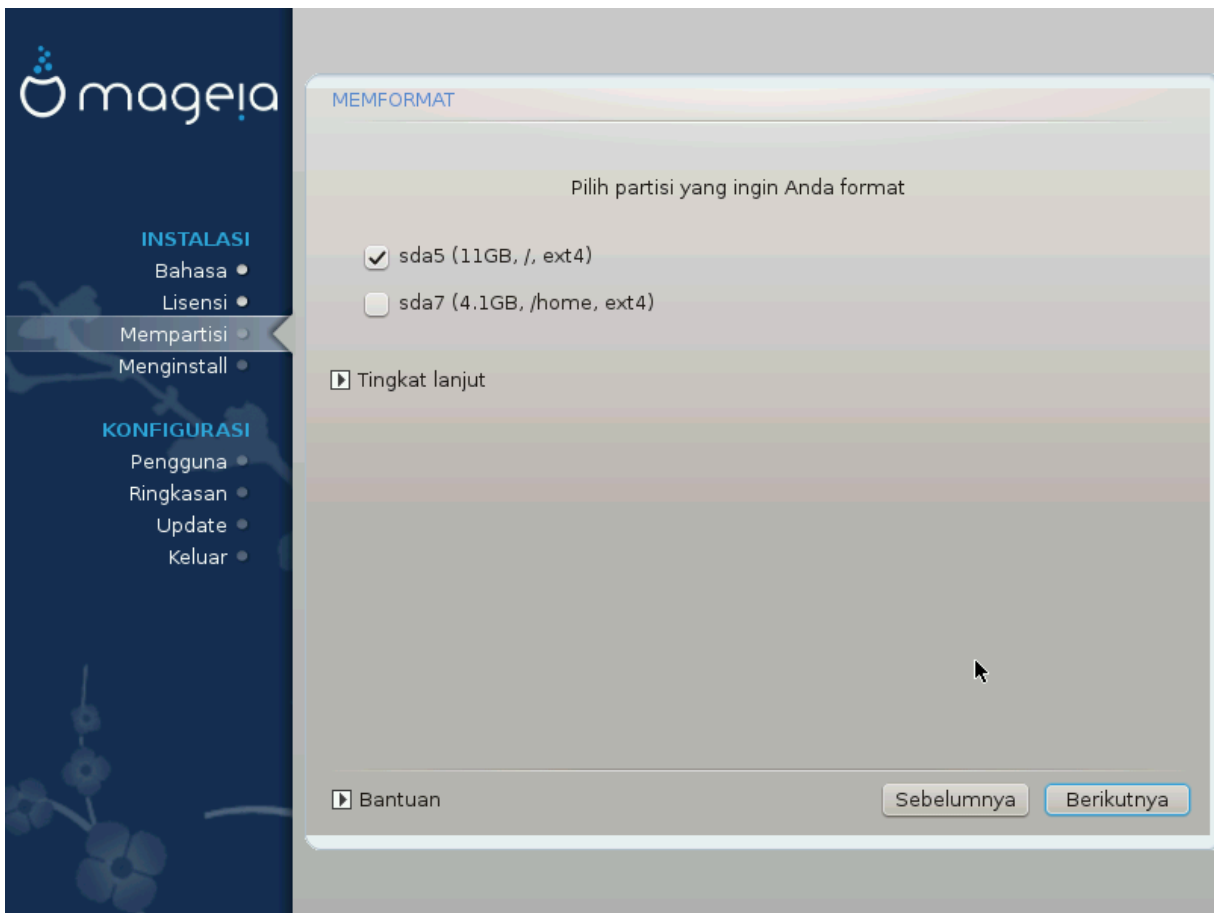 mageia
INSTALASI
Bahasa
Lisensi
Mempartisi
Menginstall
KONFIGURASI
Pengguna
Ringkasan
Update
Keluar
MEMFORMAT
Pilih partisi yang ingin Anda format
sda5 (11GB, /, ext4)
sda7 (4.1GB, /home, ext4)
Tingkat lanjut
Bantuan
Sebelumnya
Berikutnya